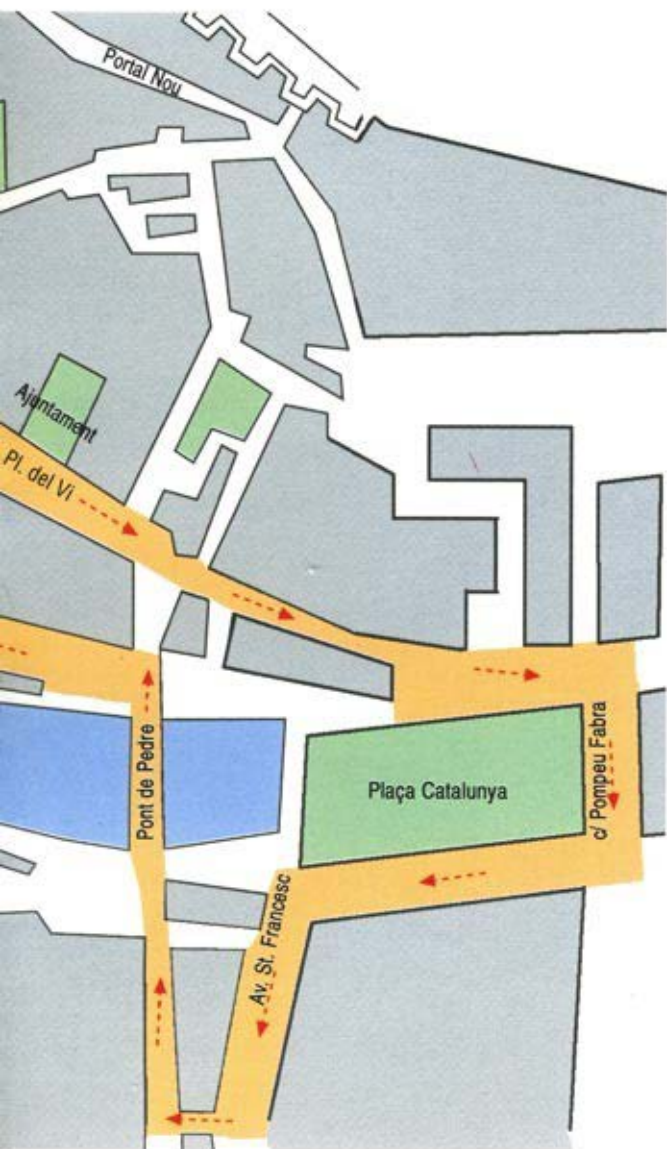 Portal Nou
Ajuntament
Pl. del Vi
Pont de Pedre
Plaça Catalunya
c/ Pompeu Fabra
Av. St. Francesc